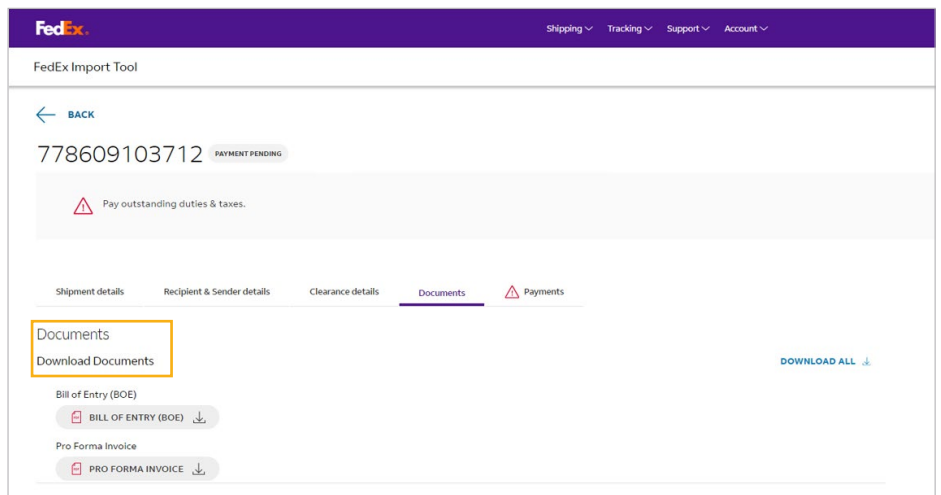 FedEx. Shipping Tracking Support Account
FedEx Import Tool
BACK
778609103712 PAYMENT PENDING
Pay outstanding duties & taxes.
Shipment details Recipient & Sender details Clearance details Documents Payments
Documents
Download Documents DOWNLOAD ALL
Bill of Entry (BOE)
BILL OF ENTRY (BOE)
Pro Forma Invoice
PRO FORMA INVOICE